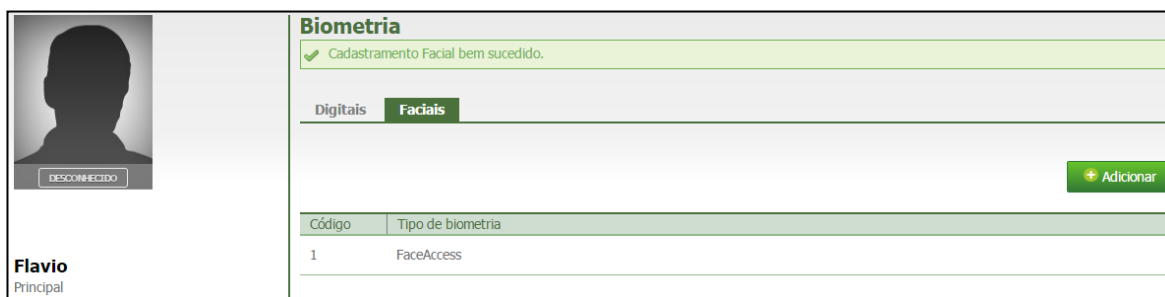 DESCONHECIDO
Flavio
Principal
Biometria
Cadastramento Facial bem sucedido.
Digitais Faciais
Adicionar
Código Tipo de biometria
1 FaceAccess